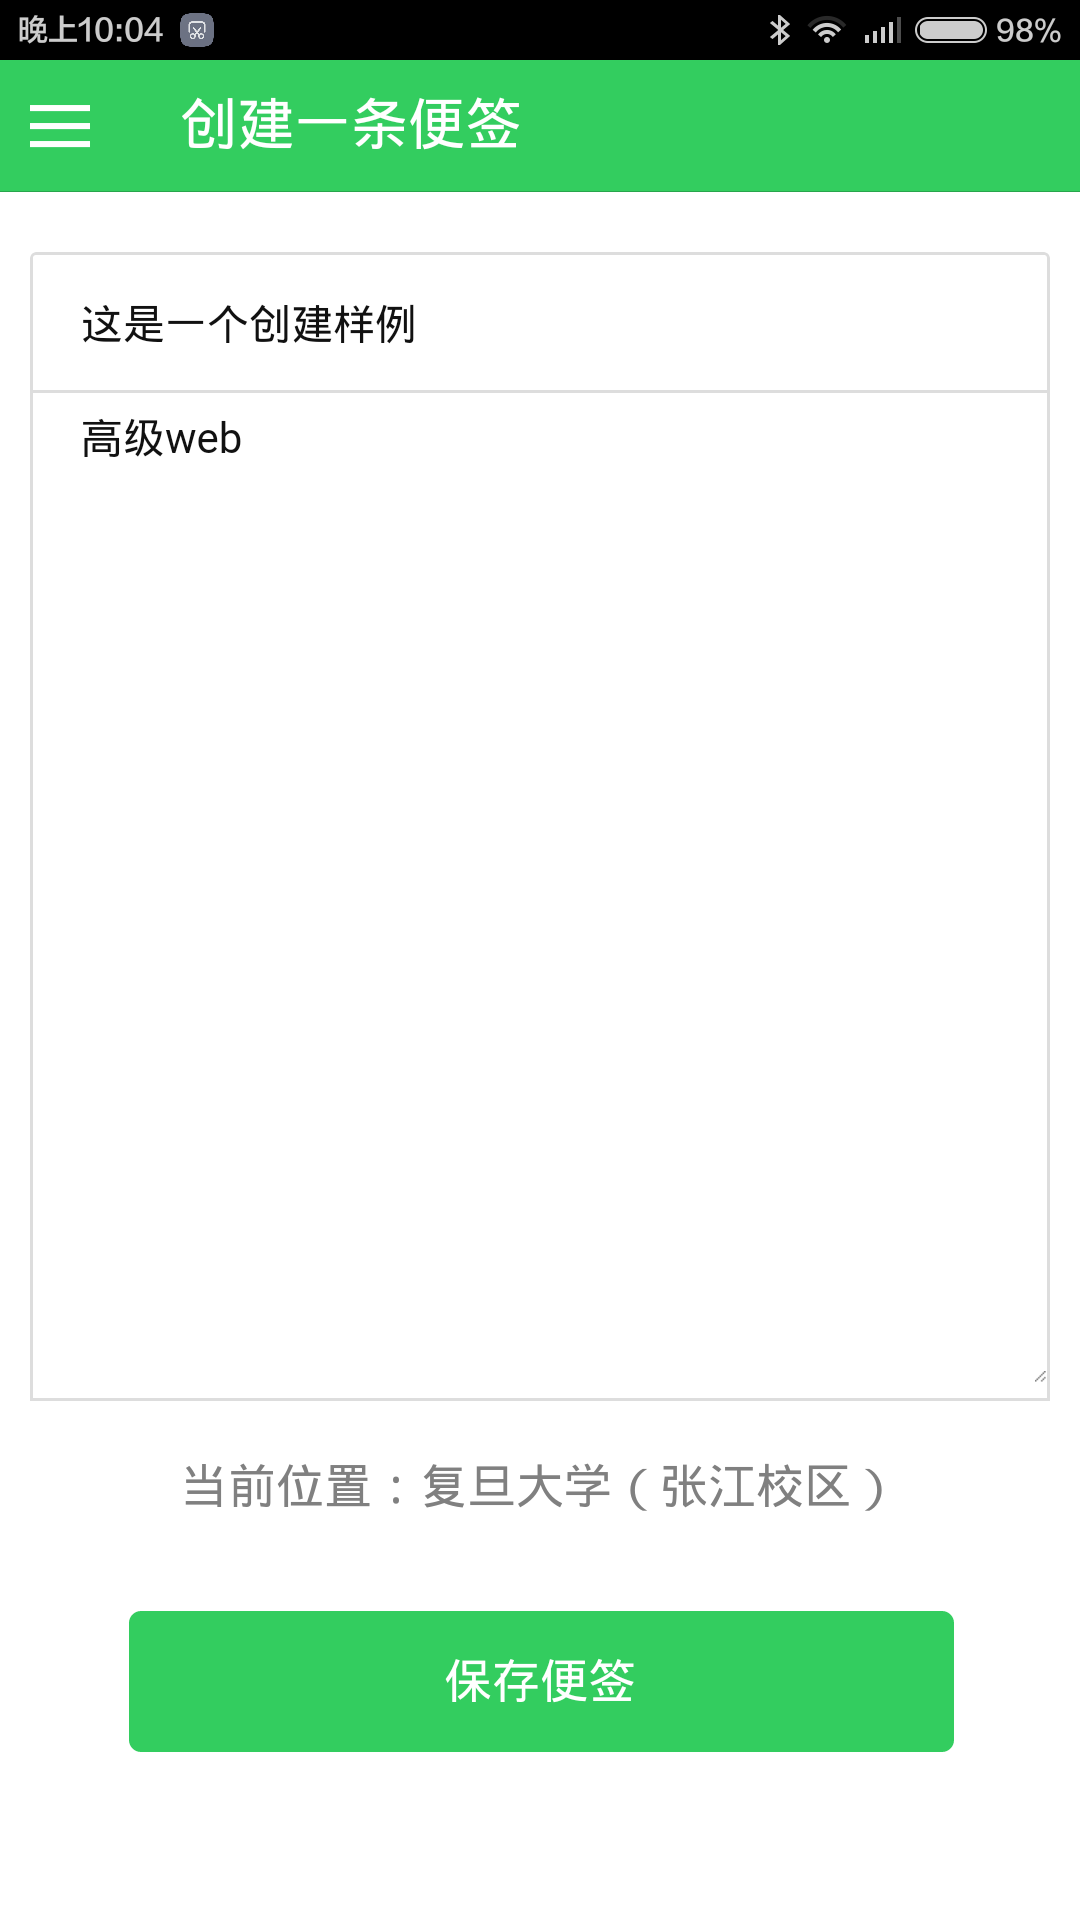 晚上10:04 98%
创建一条便签
这是一个创建样例
高级web
当前位置：复旦大学（张江校区）
保存便签